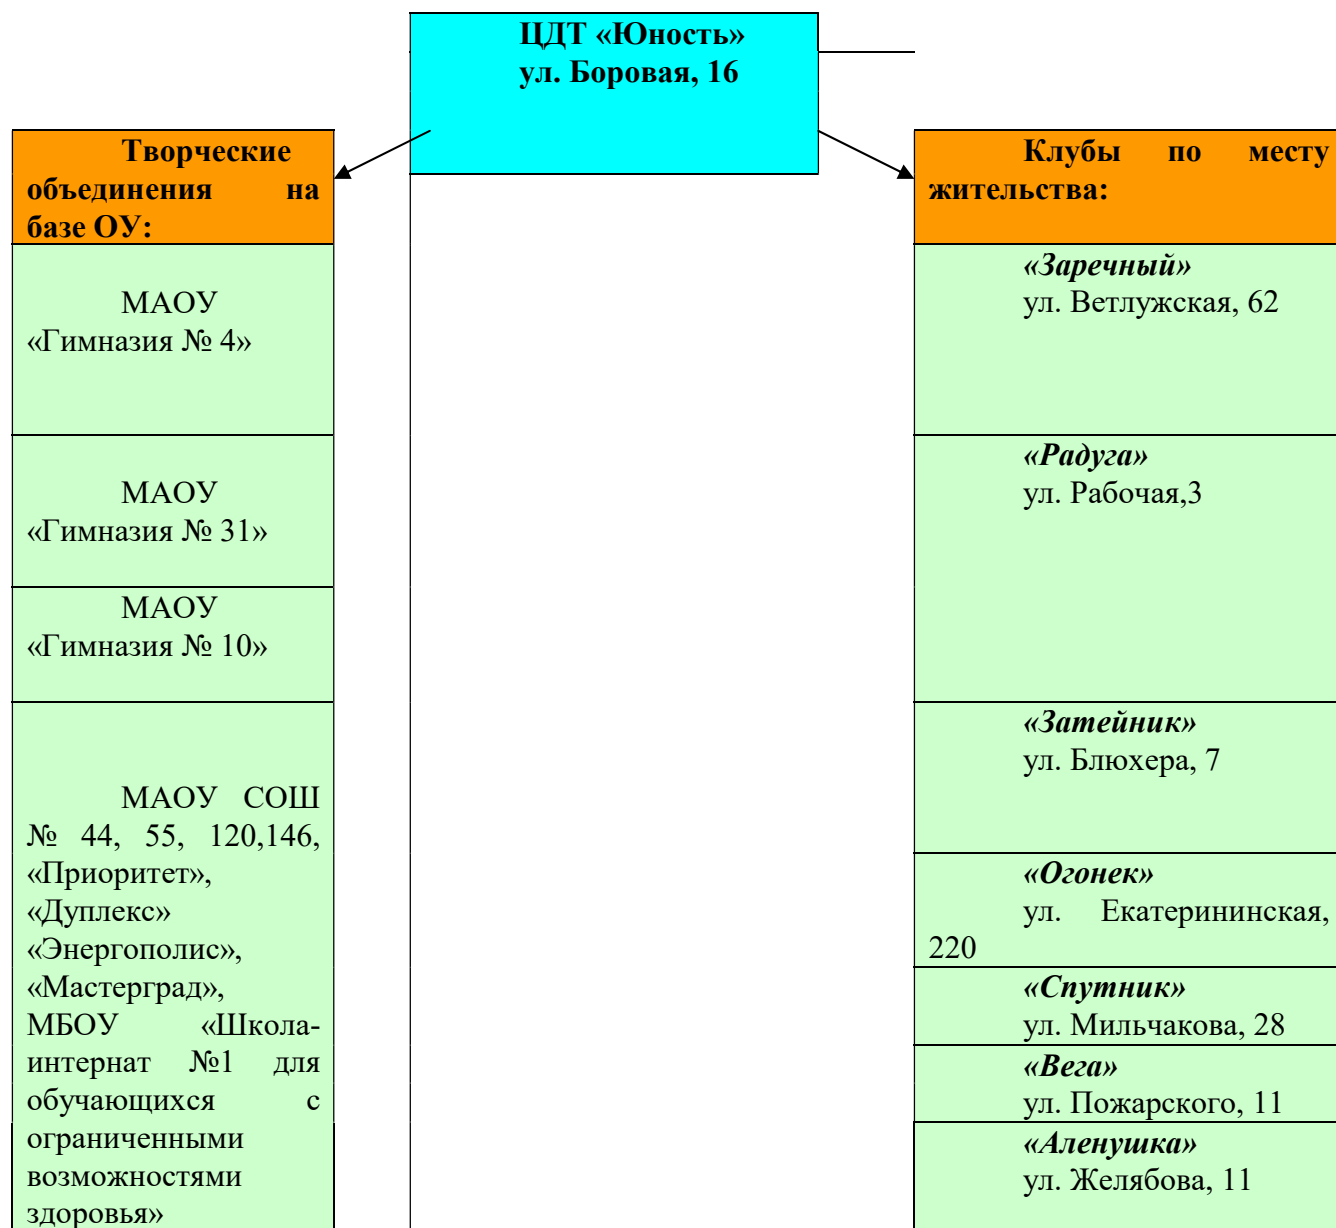 ЦДТ «Юность»
ул. Боровая, 16
Творческие
объединения на
базе ОУ:
МАОУ
«Гимназия № 4»
МАОУ
«Гимназия № 31»
МАОУ
«Гимназия № 10»
МАОУ СОШ
№ 44, 55, 120,146,
«Приоритет»,
«Дуплекс»
«Энергополис»,
«Мастерград»,
МБОУ «Школа-
интернат №1 для
обучающихся с
ограниченными
возможностями
здоровья»
Клубы по месту
жительства:
«Заречный»
ул. Ветлужская, 62
«Радуга»
ул. Рабочая,3
«Затейник»
ул. Блюхера, 7
«Огонек»
ул. Екатерининская,
220
«Спутник»
ул. Мильчакова, 28
«Вега»
ул. Пожарского, 11
«Аленушка»
ул. Желябова, 11